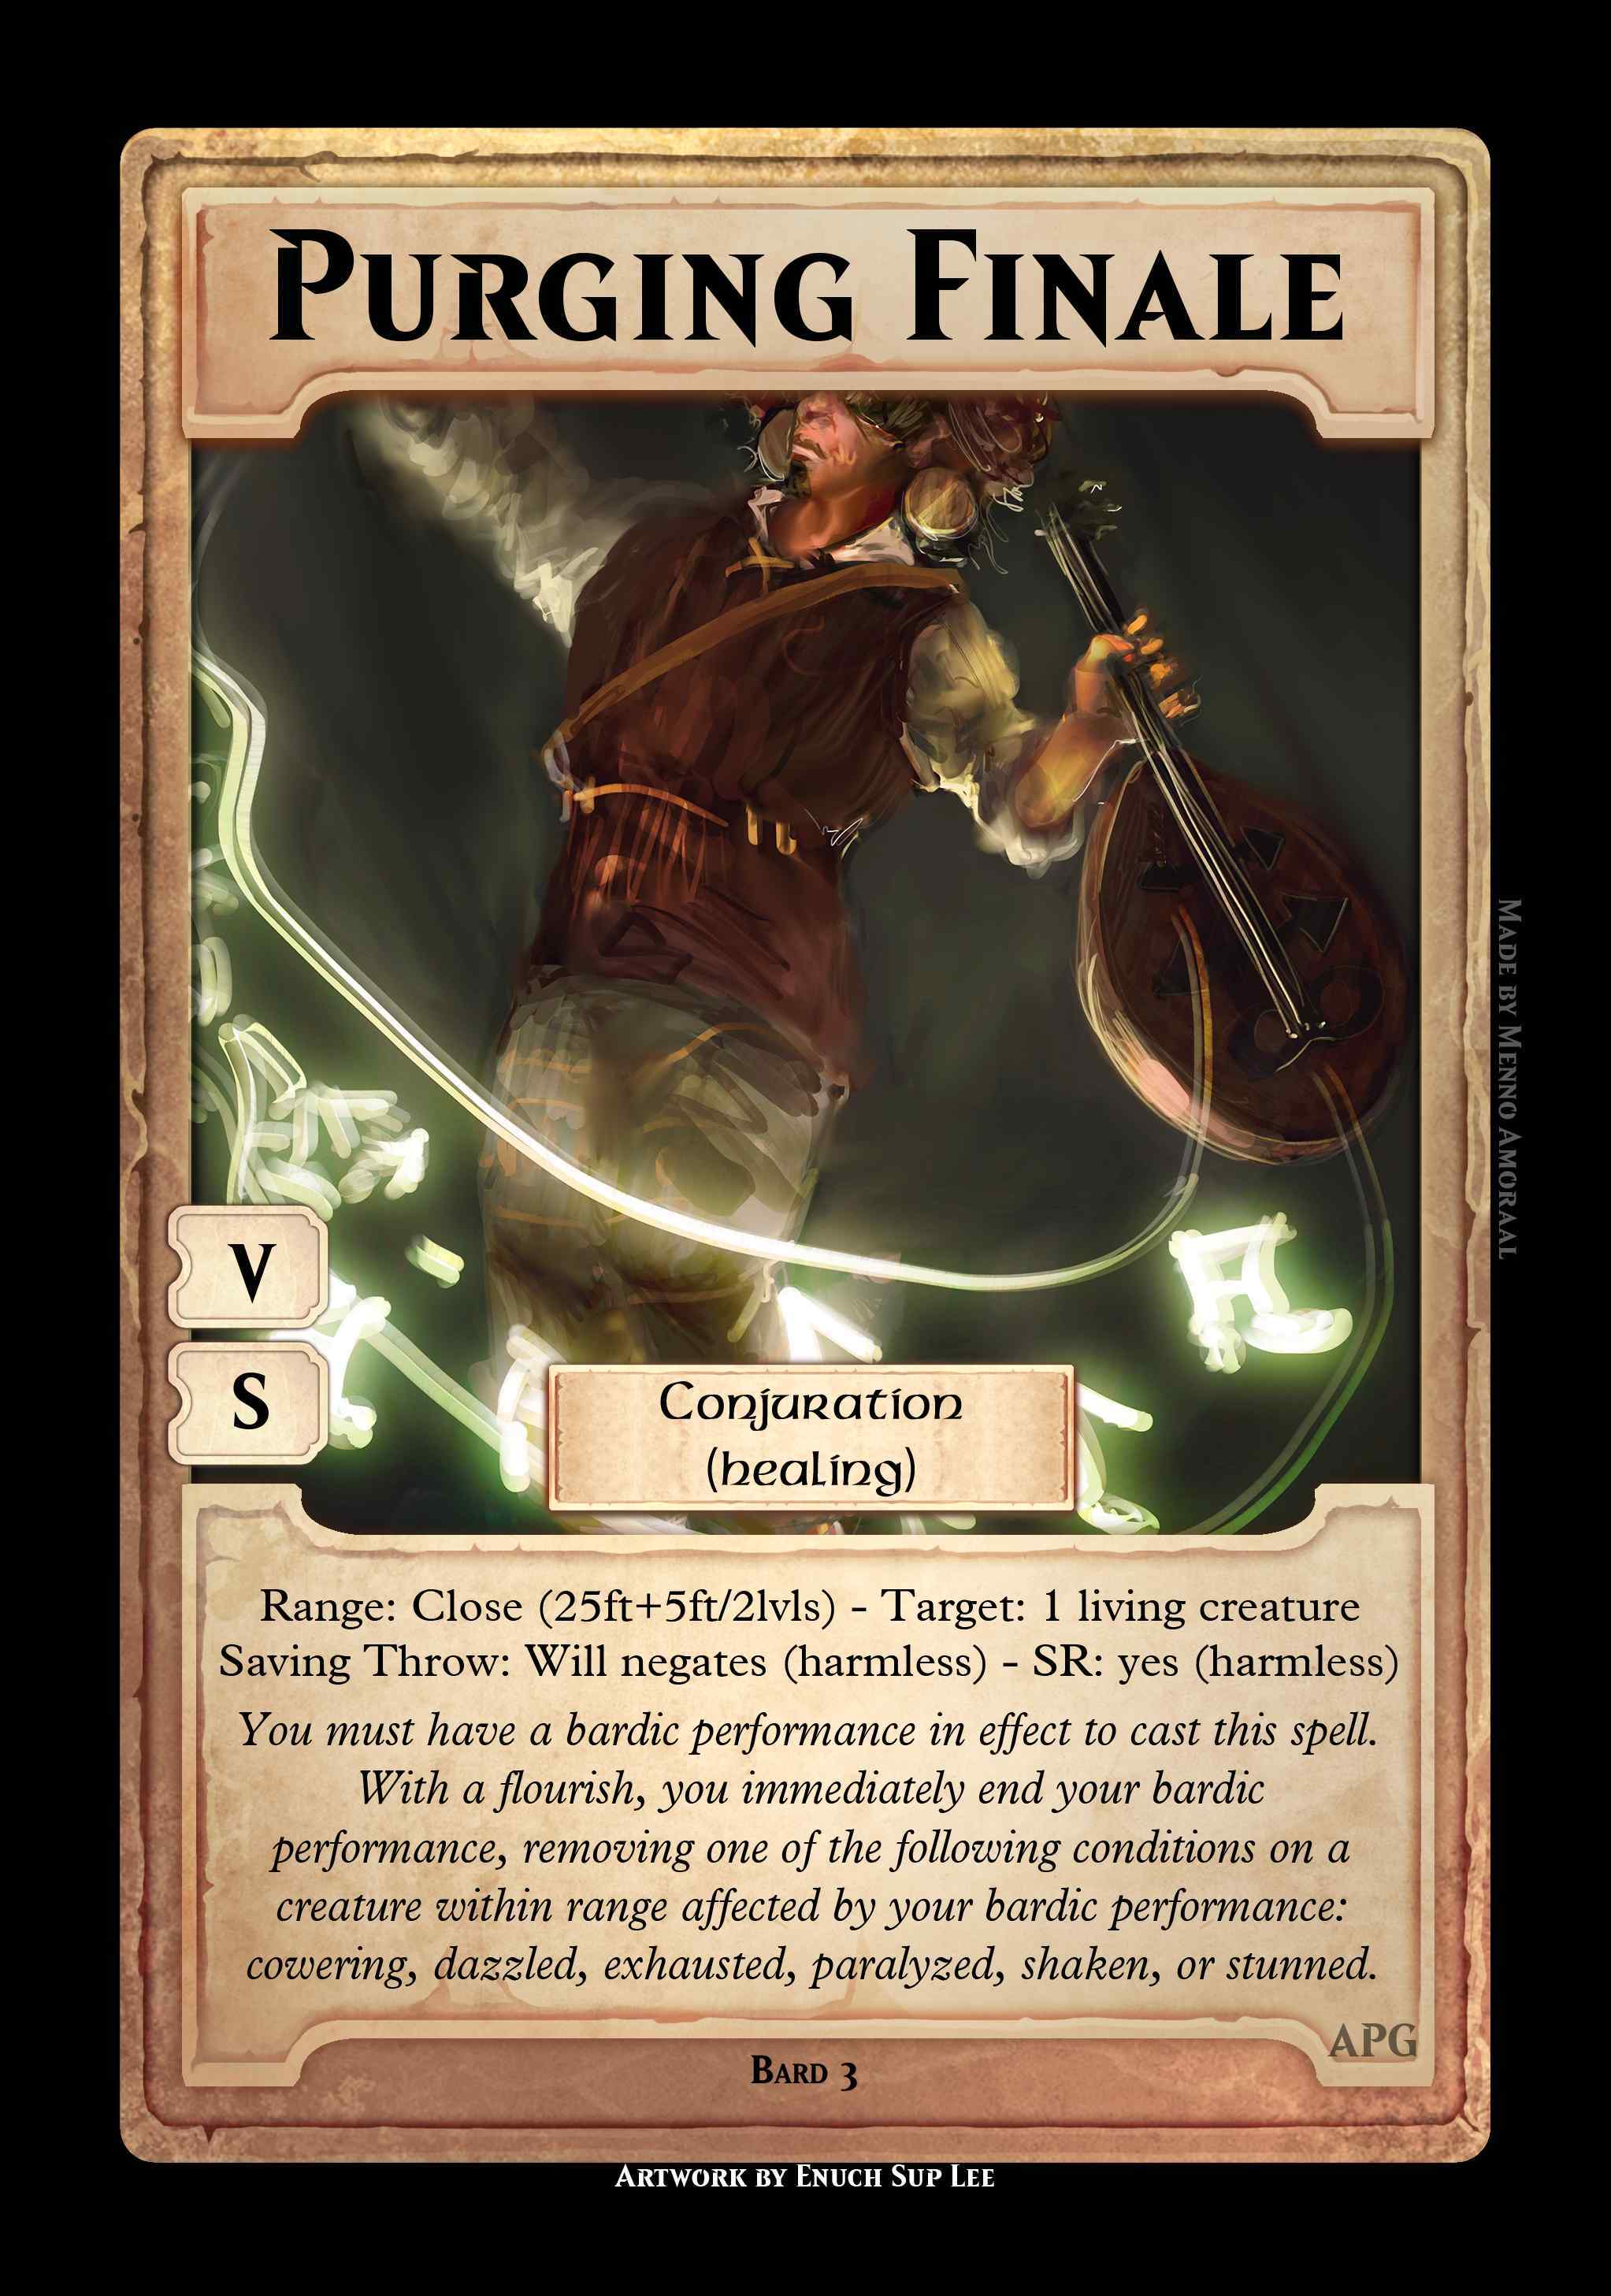 Purging Finale
V
S
Conjuration
(healing)
Range: Close (25ft+5ft/2lvls) - Target: 1 living creature
Saving Throw: Will negates (harmless) - SR: yes (harmless)
You must have a bardic performance in effect to cast this spell.
With a flourish, you immediately end your bardic
performance, removing one of the following conditions on a
creature within range affected by your bardic performance:
cowering, dazzled, exhausted, paralyzed, shaken, or stunned.
APG
Bard 3
Artwork by Enuch Sup Lee
Made by Menno Amoraal